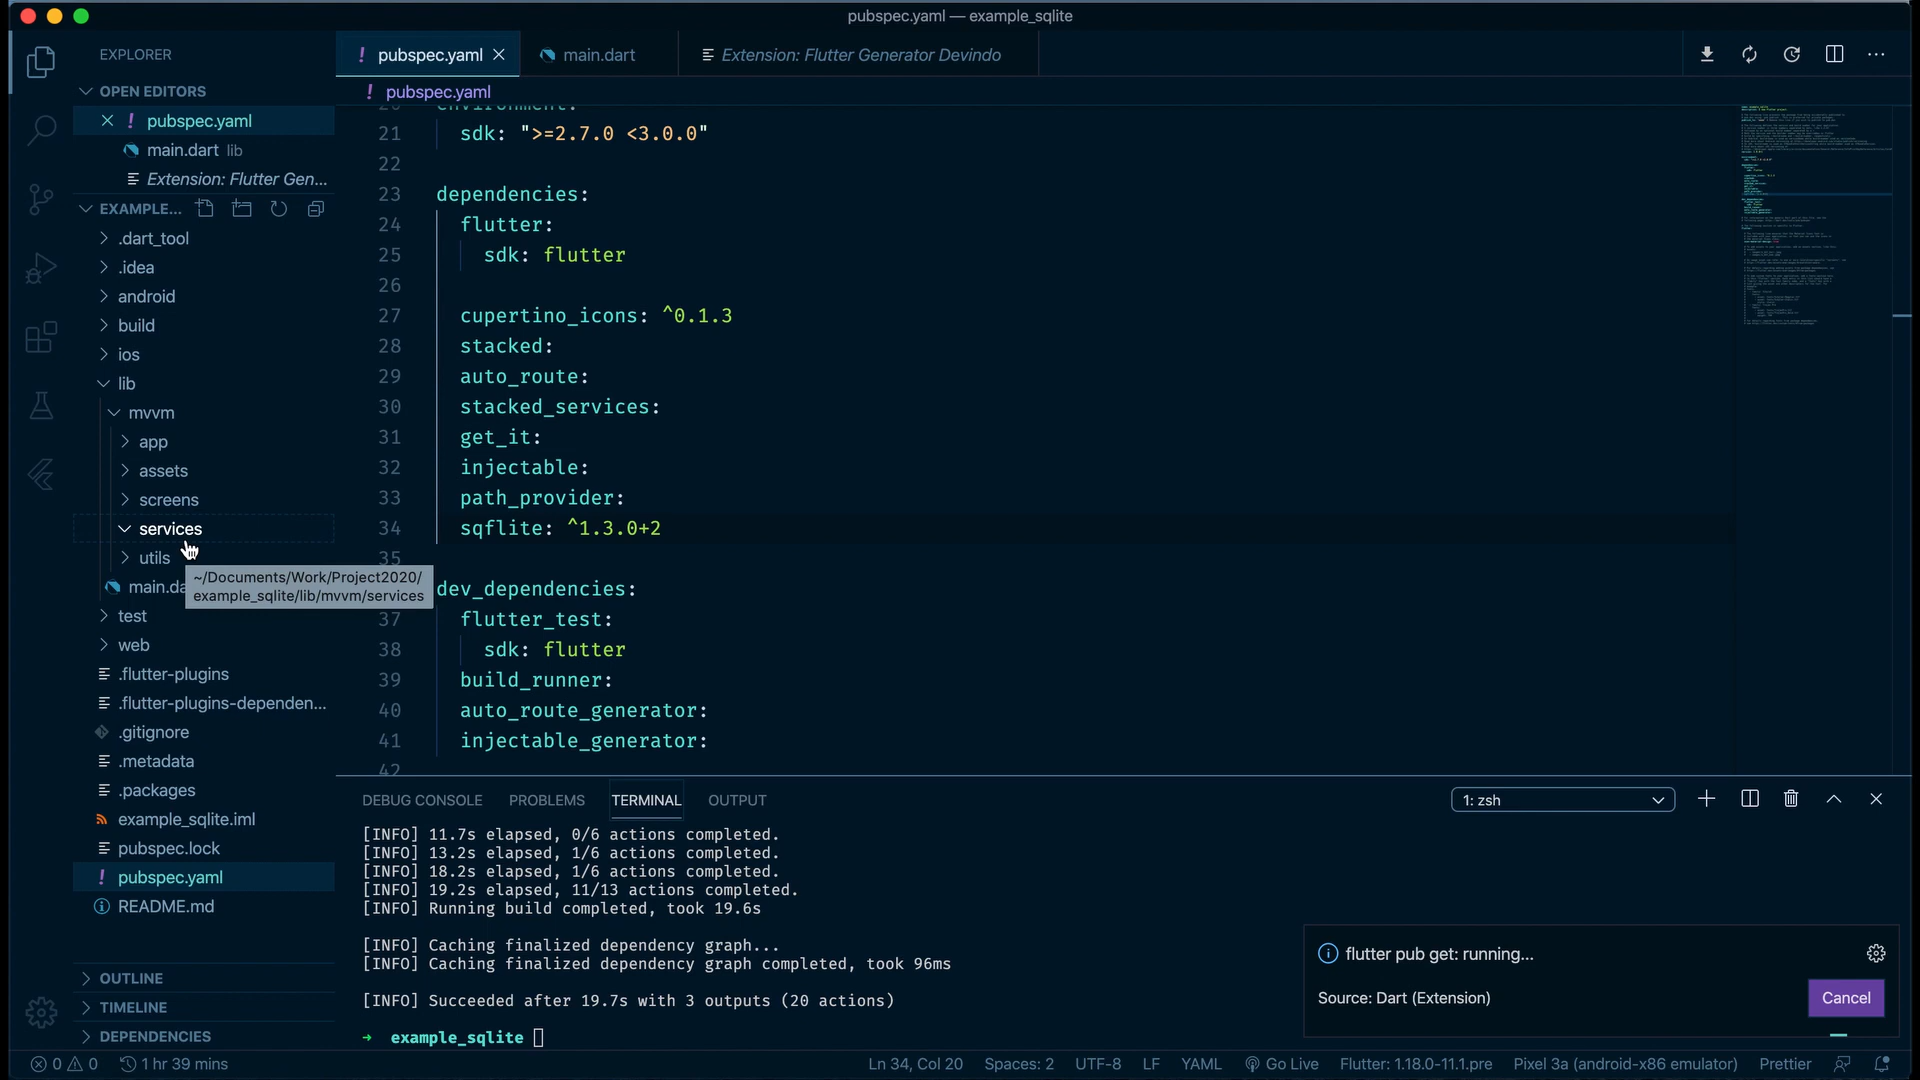 pubspec.yaml — example_sqlite
EXPLORER
OPEN EDITORS
pubspec.yaml
main.dart lib
Extension: Flutter Gen...
EXAMPLE...
.dart_tool
.idea
android
build
ios
lib
mvvm
app
assets
screens
services
utils
~/Documents/Work/Project2020/
example_sqlite/lib/mvvm/services
test
web
.flutter-plugins
.flutter-plugins-dependen...
.gitignore
.metadata
.packages
example_sqlite.iml
pubspec.lock
pubspec.yaml
README.md
OUTLINE
TIMELINE
DEPENDENCIES
pubspec.yaml
main.dart
Extension: Flutter Generator Devindo
pubspec.yaml
21 sdk: ">=2.7.0 <3.0.0"
22
23 dependencies:
24 flutter:
25 sdk: flutter
26
27 cupertino_icons: ^0.1.3
28 stacked:
29 auto_route:
30 stacked_services:
31 get_it:
32 injectable:
33 path_provider:
34 sqflite: ^1.3.0+2
35
dev_dependencies:
37 flutter_test:
38 sdk: flutter
39 build_runner:
40 auto_route_generator:
41 injectable_generator:
42
DEBUG CONSOLE PROBLEMS TERMINAL OUTPUT
1: zsh
[INFO] 11.7s elapsed, 0/6 actions completed.
[INFO] 13.2s elapsed, 1/6 actions completed.
[INFO] 18.2s elapsed, 1/6 actions completed.
[INFO] 19.2s elapsed, 11/13 actions completed.
[INFO] Running build completed, took 19.6s
[INFO] Caching finalized dependency graph...
[INFO] Caching finalized dependency graph completed, took 96ms
[INFO] Succeeded after 19.7s with 3 outputs (20 actions)
→ example_sqlite
flutter pub get: running...
Source: Dart (Extension)
Cancel
0 0 1 hr 39 mins Ln 34, Col 20 Spaces: 2 UTF-8 LF YAML Go Live Flutter: 1.18.0-11.1.pre Pixel 3a (android-x86 emulator) Prettier